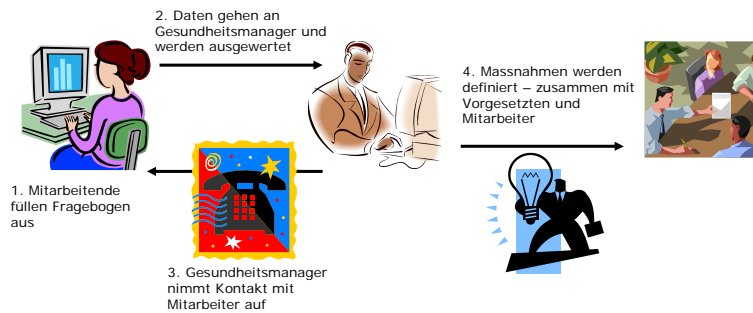 1. Mitarbeitende
füllen Fragebogen
aus
2. Daten gehen an
Gesundheitsmanager und
werden ausgewertet
3. Gesundheitsmanager
nimmt Kontakt mit
Mitarbeiter auf
4. Massnahmen werden
definiert – zusammen mit
Vorgesetzten und
Mitarbeiter